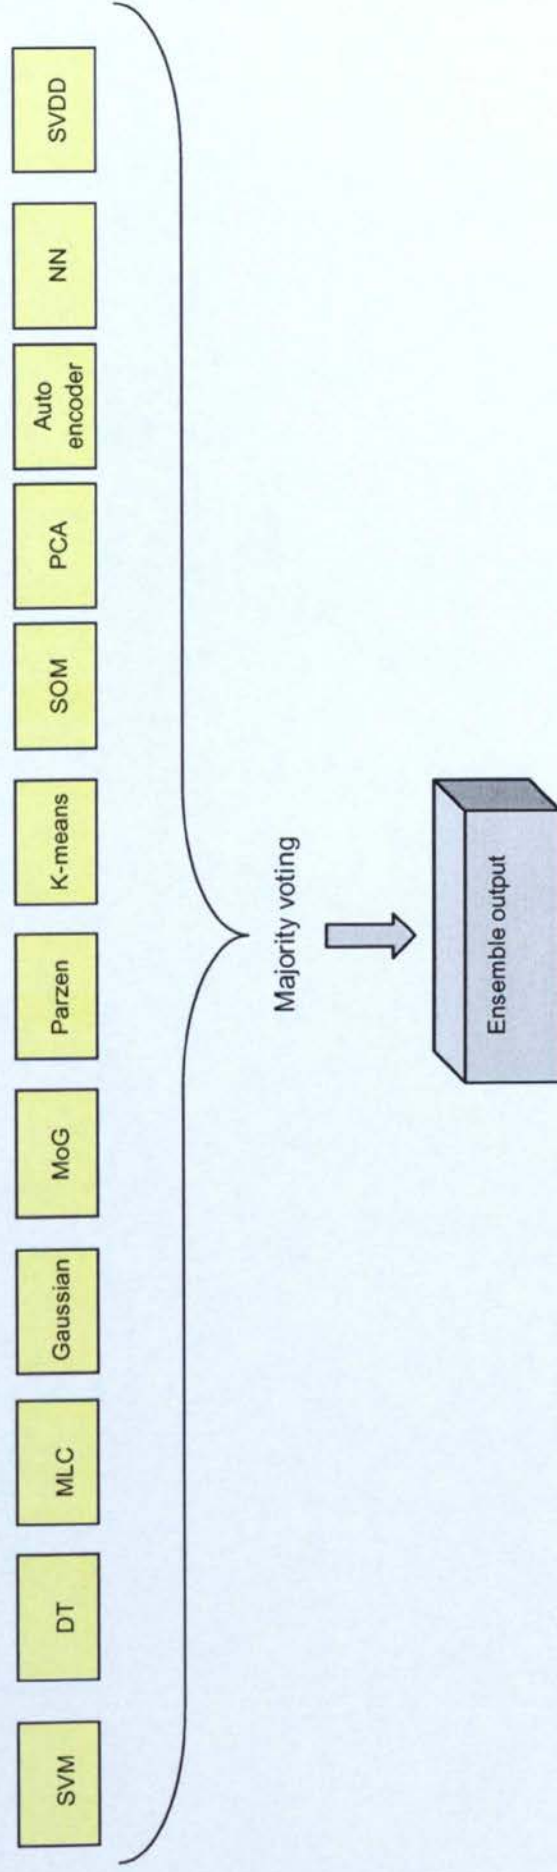 SVM
DT
MLC
Gaussian
MoG
Parzen
K-means
SOM
PCA
Auto
encoder
NN
SVDD
Majority voting
Ensemble output